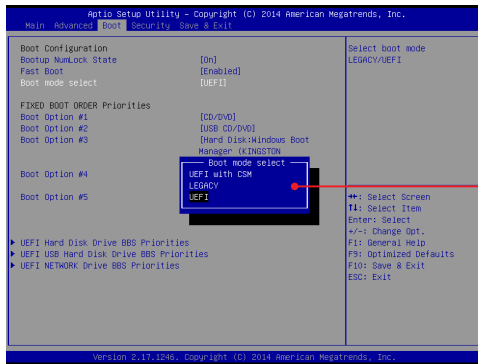 Aptio Setup Utility – Copyright (C) 2014 American Megatrends, Inc.
Main Advanced Boot Security Save & Exit
Boot Configuration
Bootup NumLock State [On]
Fast Boot [Enabled]
Boot mode select [UEFI]
FIXED BOOT ORDER Priorities
Boot Option #1 [CD/DVD]
Boot Option #2 [USB CD/DVD]
Boot Option #3 [Hard Disk:Windows Boot
Manager (KINGSTON
Boot Option #4
Boot Option #5
Boot mode select
UEFI with CSM
LEGACY
UEFI
UEFI Hard Disk Drive BBS Priorities
UEFI USB Hard Disk Drive BBS Priorities
UEFI NETWORK Drive BBS Priorities
Select boot mode
LEGACY/UEFI
→←: Select Screen
↑↓: Select Item
Enter: Select
+/-: Change Opt.
F1: General Help
F9: Optimized Defaults
F10: Save & Exit
ESC: Exit
Version 2.17.1246. Copyright (C) 2014 American Megatrends, Inc.